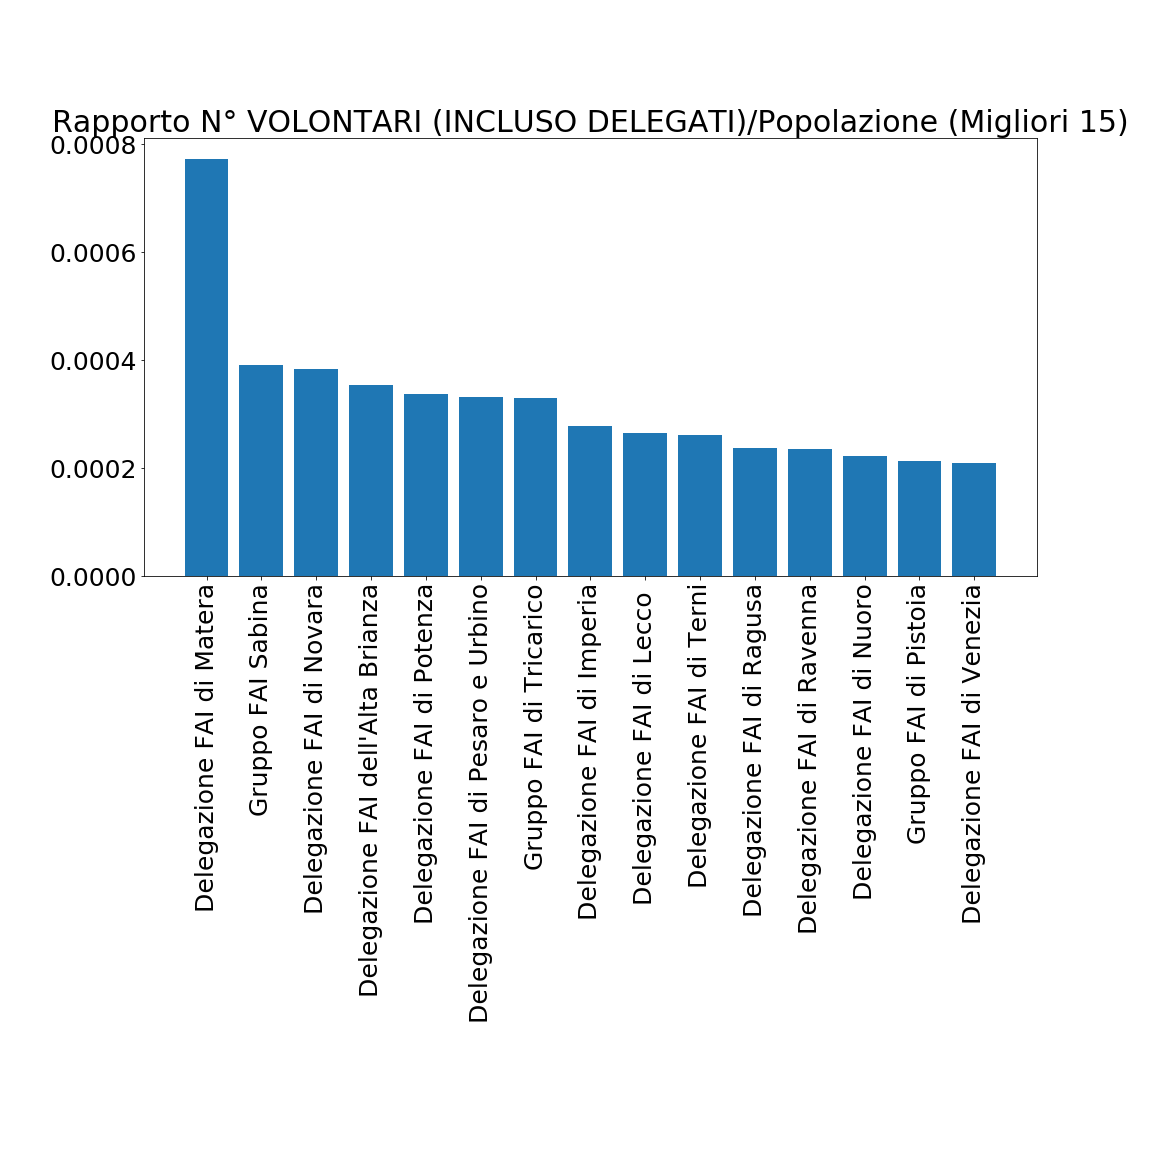 Rapporto N° VOLONTARI (INCLUSO DELEGATI)/Popolazione (Migliori 15)
0.0008
0.0006
0.0004
0.0002
0.0000
Delegazione FAI di Matera
Gruppo FAI Sabina
Delegazione FAI di Novara
Delegazione FAI dell'Alta Brianza
Delegazione FAI di Potenza
Delegazione FAI di Pesaro e Urbino
Gruppo FAI di Tricarico
Delegazione FAI di Imperia
Delegazione FAI di Lecco
Delegazione FAI di Terni
Delegazione FAI di Ragusa
Delegazione FAI di Ravenna
Delegazione FAI di Nuoro
Gruppo FAI di Pistoia
Delegazione FAI di Venezia